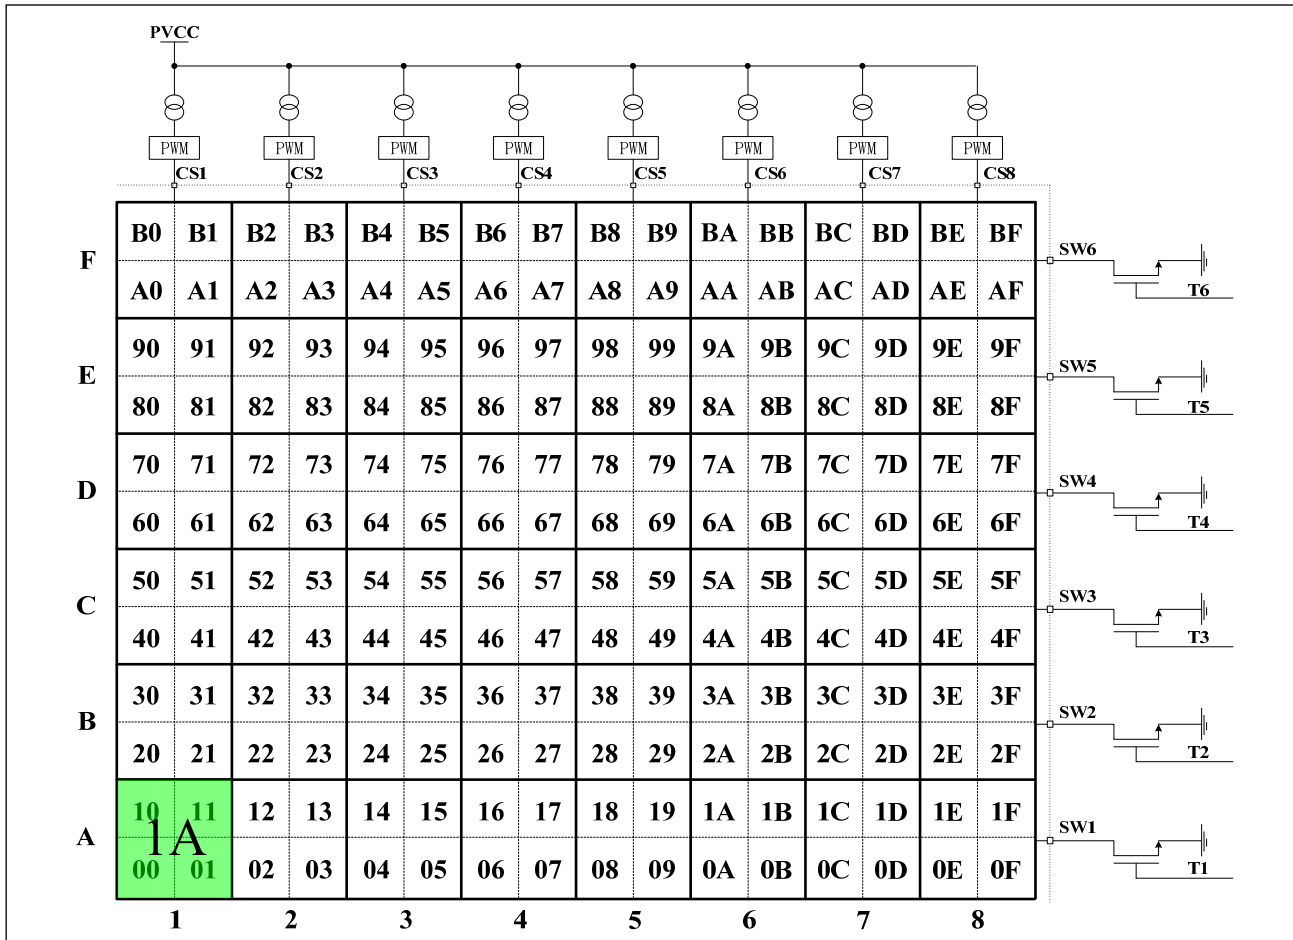 PVCC
PWM PWM PWM PWM PWM PWM PWM PWM
CS1 CS2 CS3 CS4 CS5 CS6 CS7 CS8
B0 B1 B2 B3 B4 B5 B6 B7 B8 B9 BA BB BC BD BE BF
SW6
F
A0 A1 A2 A3 A4 A5 A6 A7 A8 A9 AA AB AC AD AE AF
T6
90 91 92 93 94 95 96 97 98 99 9A 9B 9C 9D 9E 9F
SW5
E
80 81 82 83 84 85 86 87 88 89 8A 8B 8C 8D 8E 8F
T5
70 71 72 73 74 75 76 77 78 79 7A 7B 7C 7D 7E 7F
SW4
D
60 61 62 63 64 65 66 67 68 69 6A 6B 6C 6D 6E 6F
T4
50 51 52 53 54 55 56 57 58 59 5A 5B 5C 5D 5E 5F
SW3
C
40 41 42 43 44 45 46 47 48 49 4A 4B 4C 4D 4E 4F
T3
30 31 32 33 34 35 36 37 38 39 3A 3B 3C 3D 3E 3F
SW2
B
20 21 22 23 24 25 26 27 28 29 2A 2B 2C 2D 2E 2F
T2
10 11 12 13 14 15 16 17 18 19 1A 1B 1C 1D 1E 1F
SW1
A
1A
00 01 02 03 04 05 06 07 08 09 0A 0B 0C 0D 0E 0F
T1
1 2 3 4 5 6 7 8